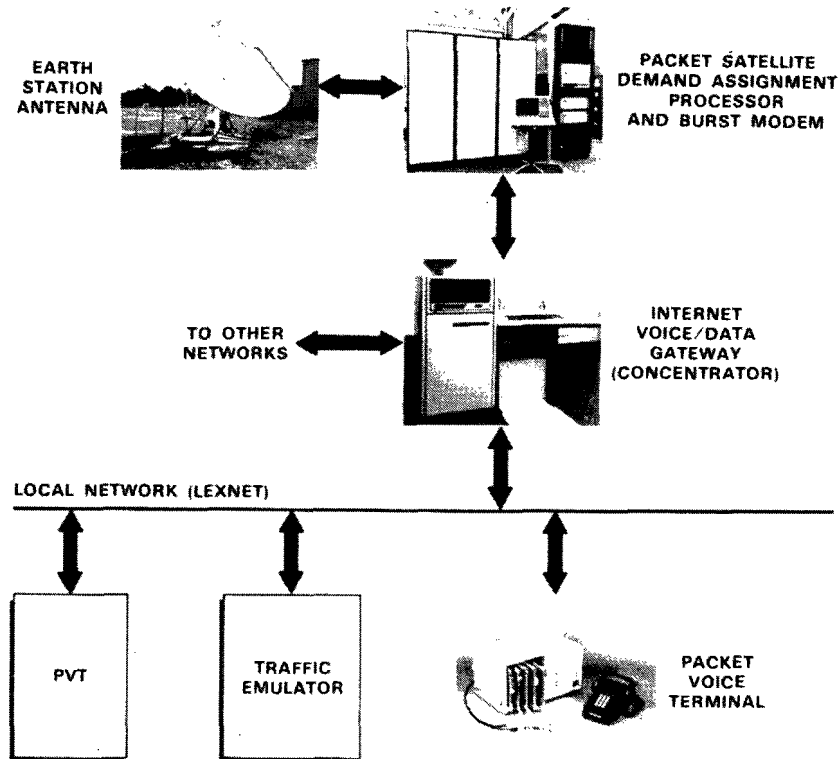 EARTH
STATION
ANTENNA
PACKET SATELLITE
DEMAND ASSIGNMENT
PROCESSOR
AND BURST MODEM
TO OTHER
NETWORKS
INTERNET
VOICE/DATA
GATEWAY
(CONCENTRATOR)
LOCAL NETWORK (LEXNET)
PVT
TRAFFIC
EMULATOR
PACKET
VOICE
TERMINAL